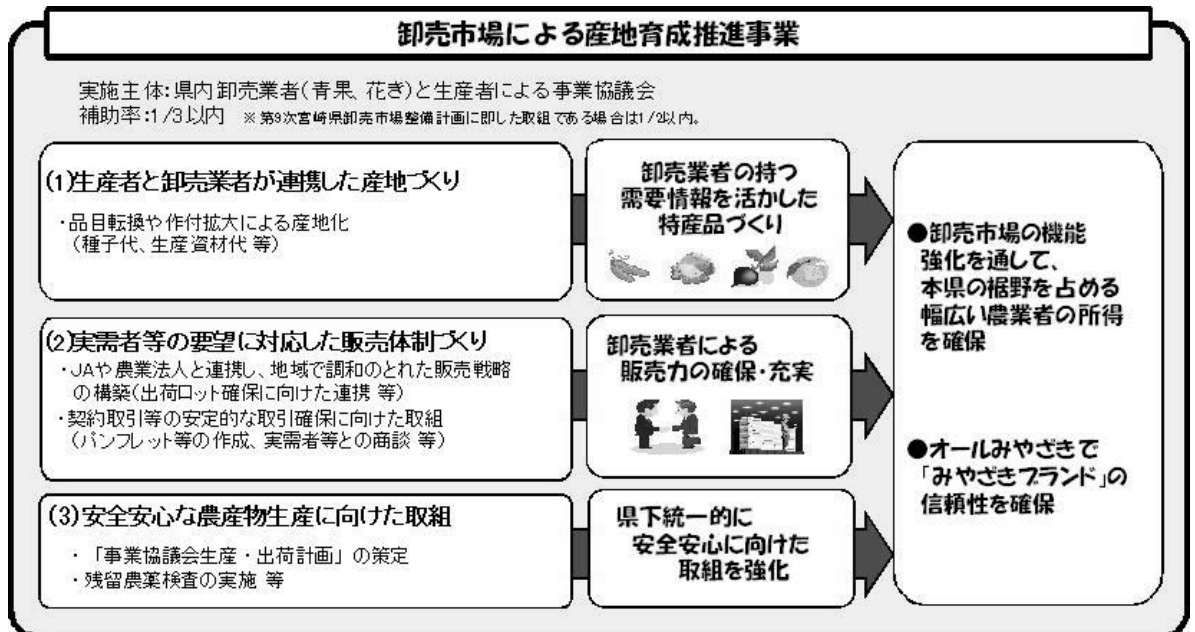 卸売市場による産地育成推進事業
実施主体:県内卸売業者(青果、花き)と生産者による事業協議会
補助率:1/3以内　※第9次宮崎県卸売市場整備計画に即した取組である場合は1/2以内。
(1)生産者と卸売業者が連携した産地づくり
・品目転換や作付拡大による産地化
(種子代、生産資材代 等)
卸売業者の持つ
需要情報を活かした
特産品づくり
(2)実需者等の要望に対応した販売体制づくり
・JAや農業法人と連携し、地域で調和のとれた販売戦略
の構築(出荷ロット確保に向けた連携 等)
・契約取引等の安定的な取引確保に向けた取組
(パンフレット等の作成、実需者等との商談 等)
卸売業者による
販売力の確保・充実
(3)安全安心な農産物生産に向けた取組
・「事業協議会生産・出荷計画」の策定
・残留農薬検査の実施 等
県下統一的に
安全安心に向けた
取組を強化
●卸売市場の機能
強化を通して、
本県の裾野を占める
幅広い農業者の所得
を確保
●オールみやざきで
「みやざきブランド」の
信頼性を確保